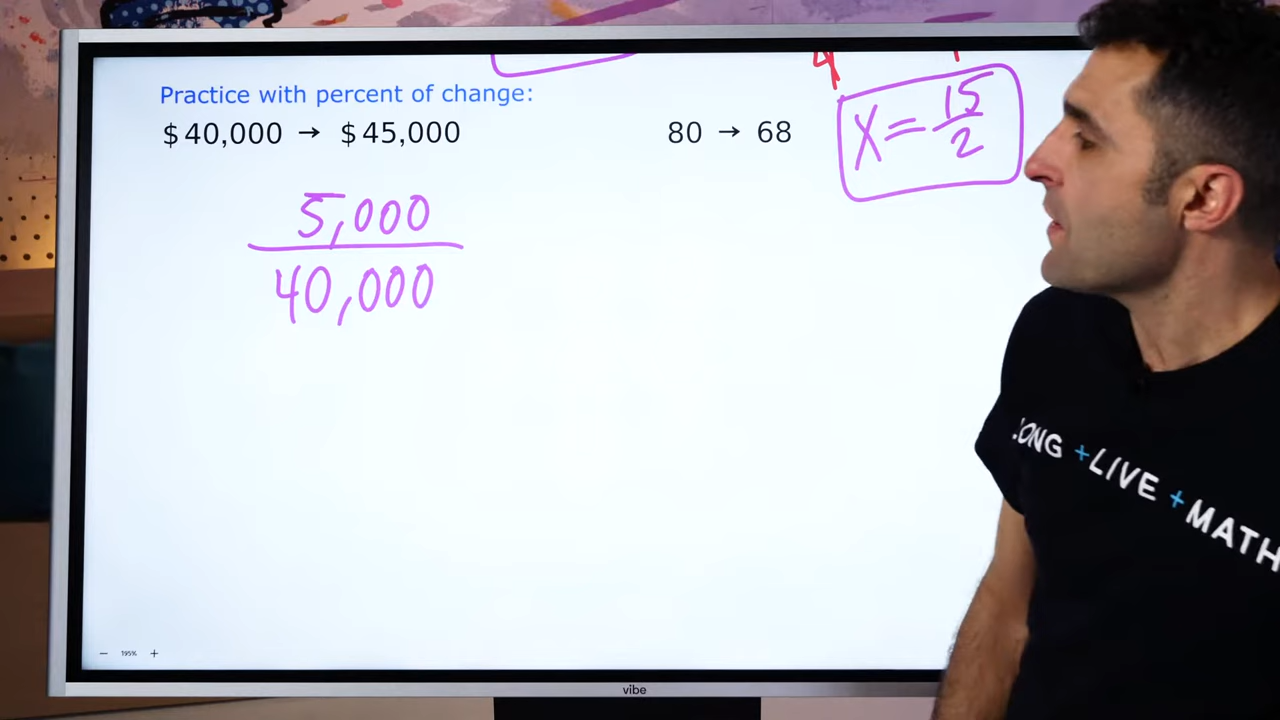 Practice with percent of change:
$40,000 → $45,000
80 → 68
X = 15/2
5,000
40,000
LONG +LIVE +MATH
195%
vibe